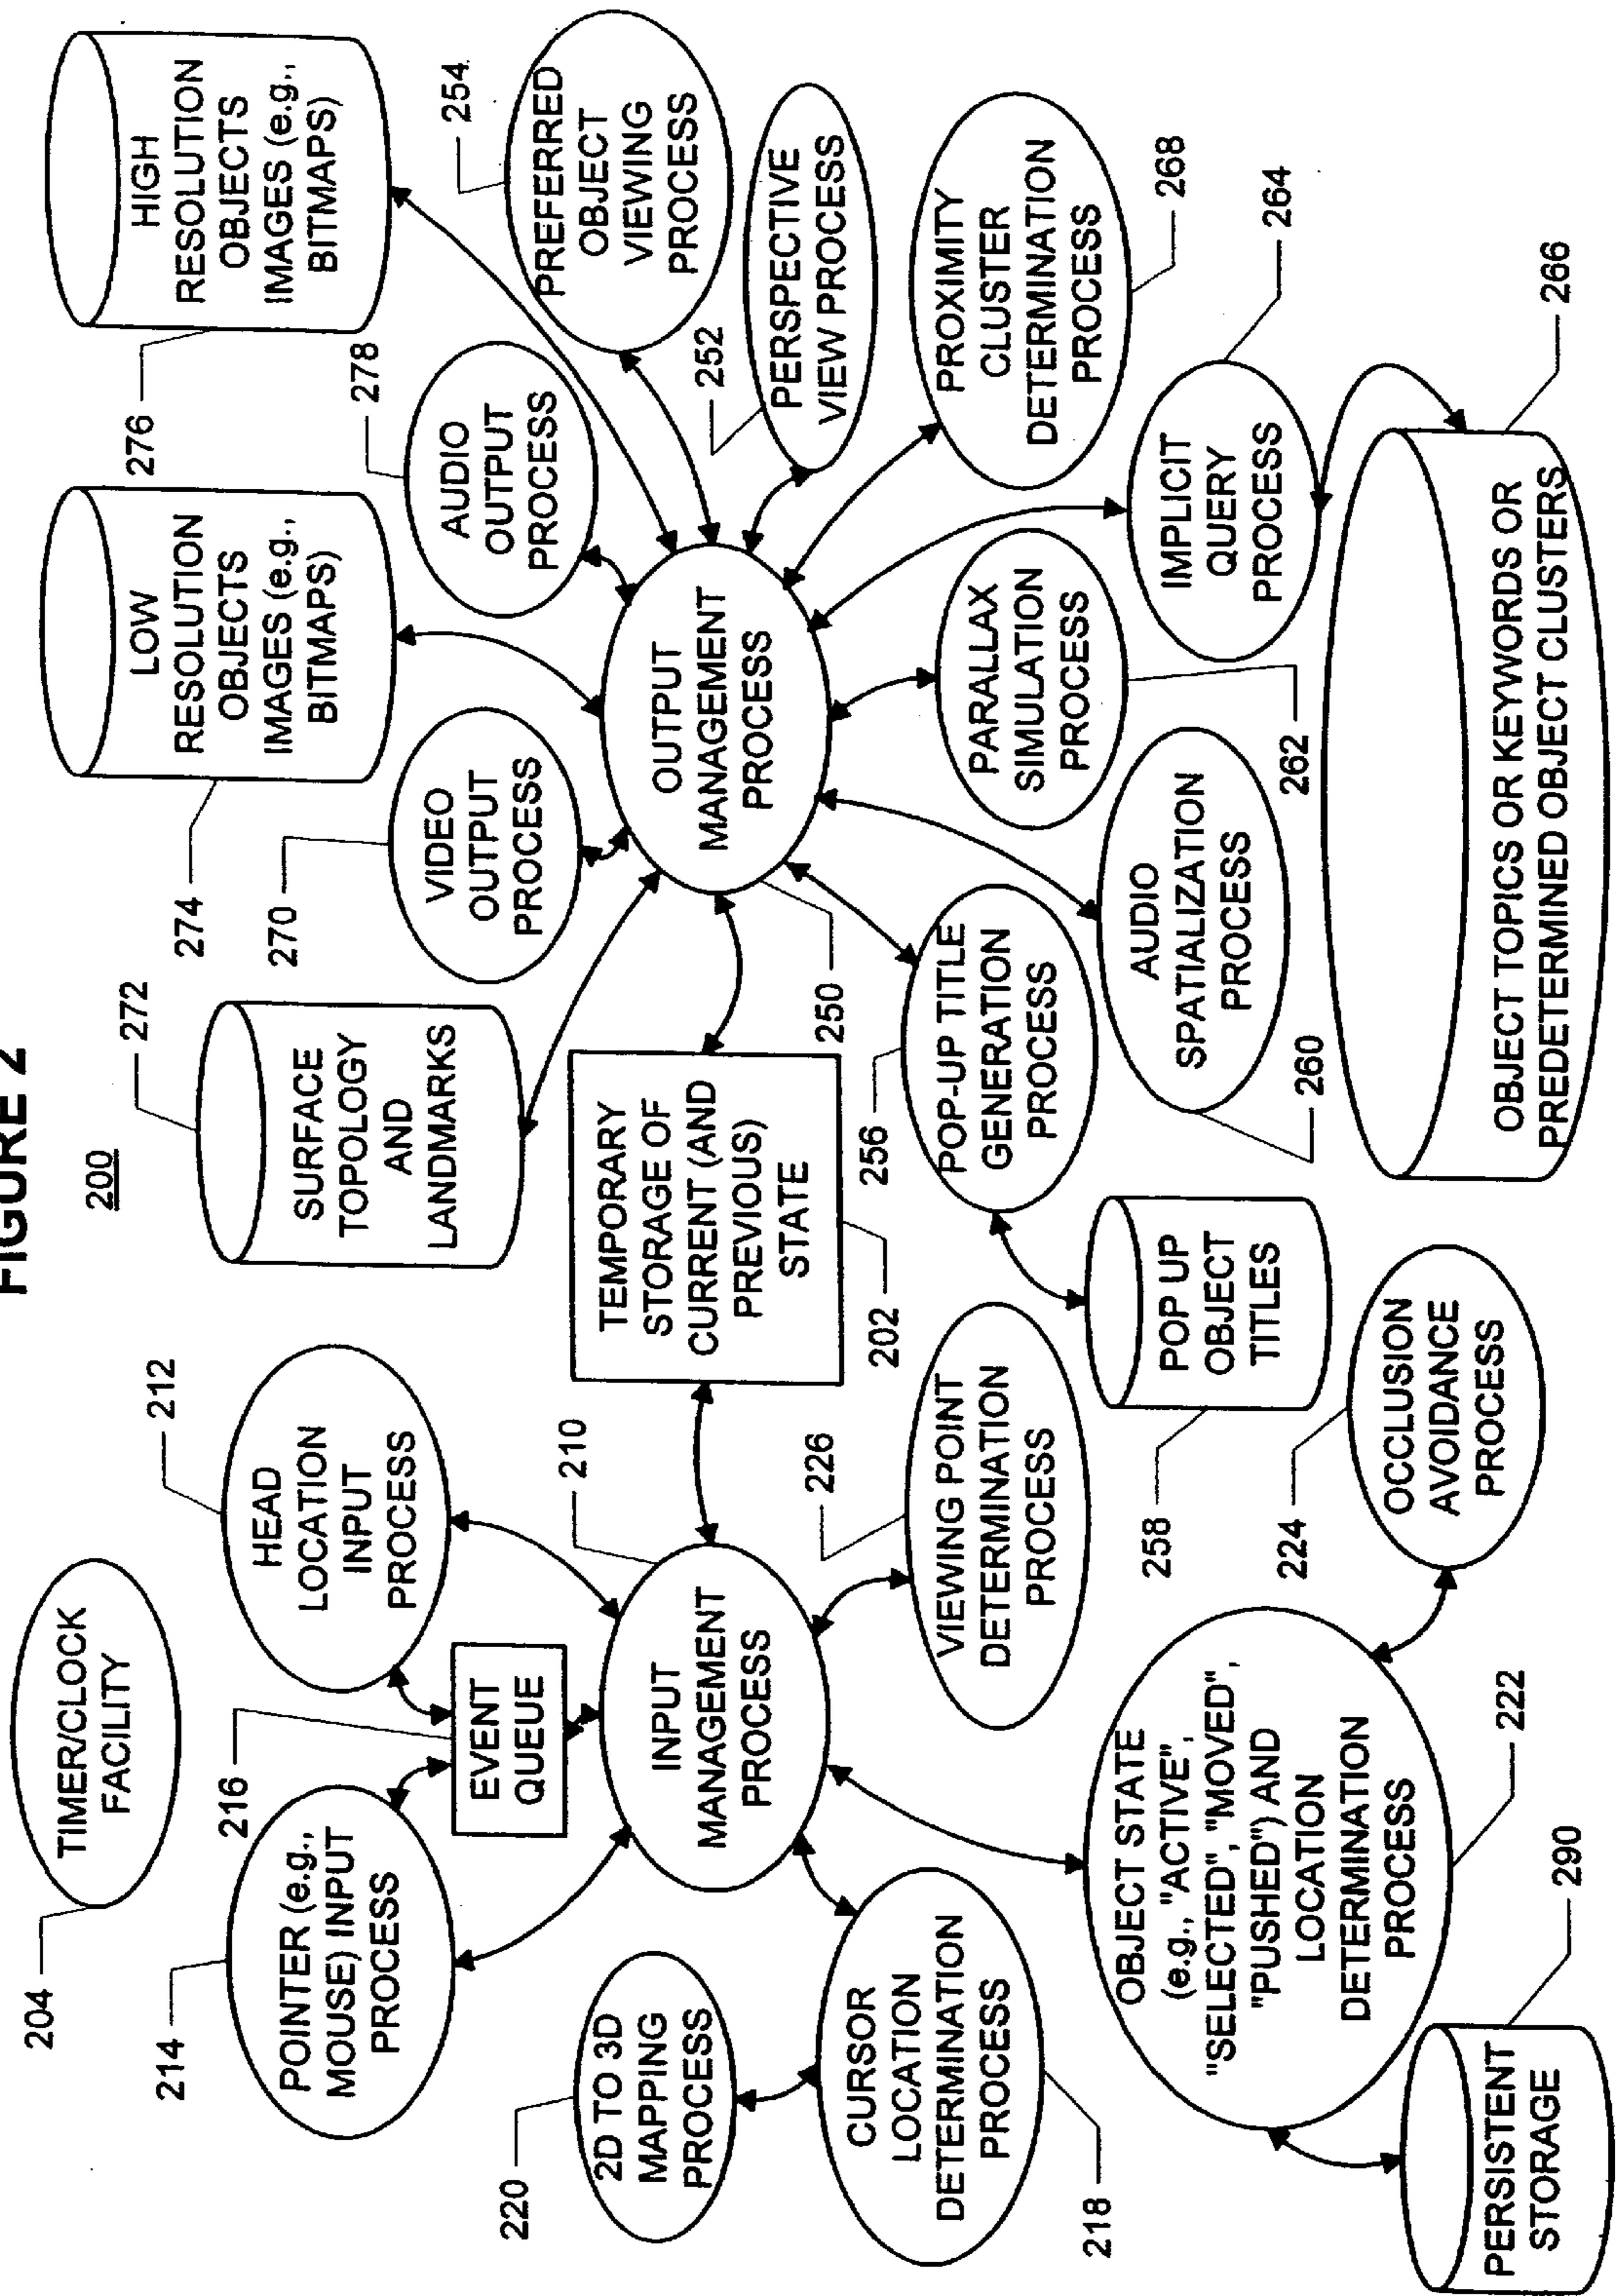 FIGURE 2
200
204
TIMER/CLOCK
FACILITY
214
POINTER (e.g.,
MOUSE) INPUT
PROCESS
212
HEAD
LOCATION
INPUT
PROCESS
216
EVENT
QUEUE
210
INPUT
MANAGEMENT
PROCESS
220
2D TO 3D
MAPPING
PROCESS
CURSOR
LOCATION
DETERMINATION
PROCESS
218
226
VIEWING POINT
DETERMINATION
PROCESS
OBJECT STATE
(e.g., "ACTIVE",
"SELECTED", "MOVED",
"PUSHED") AND
LOCATION
DETERMINATION
PROCESS
222
PERSISTENT
STORAGE
290
224
OCCLUSION
AVOIDANCE
PROCESS
272
SURFACE
TOPOLOGY
AND
LANDMARKS
TEMPORARY
STORAGE OF
CURRENT (AND
PREVIOUS)
STATE
202
270
VIDEO
OUTPUT
PROCESS
274
LOW
RESOLUTION
OBJECTS
IMAGES (e.g.,
BITMAPS)
276
HIGH
RESOLUTION
OBJECTS
IMAGES (e.g.,
BITMAPS)
278
AUDIO
OUTPUT
PROCESS
OUTPUT
MANAGEMENT
PROCESS
250
254
PREFERRED
OBJECT
VIEWING
PROCESS
252
PERSPECTIVE
VIEW PROCESS
PROXIMITY
CLUSTER
DETERMINATION
PROCESS
268
256
POP-UP TITLE
GENERATION
PROCESS
258
POP UP
OBJECT
TITLES
AUDIO
SPATIALIZATION
PROCESS
260
PARALLAX
SIMULATION
PROCESS
262
IMPLICIT
QUERY
PROCESS
264
OBJECT TOPICS OR KEYWORDS OR
PREDETERMINED OBJECT CLUSTERS
266